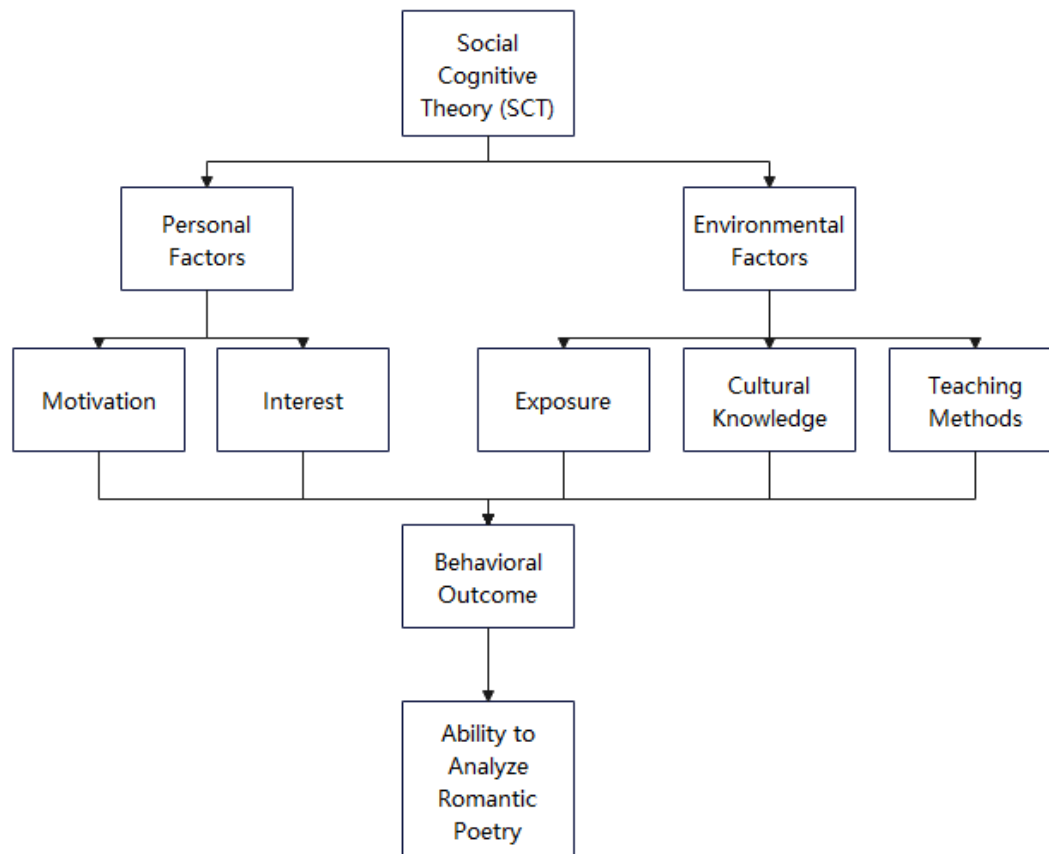 Social
Cognitive
Theory (SCT)
Personal
Factors
Environmental
Factors
Motivation
Interest
Exposure
Cultural
Knowledge
Teaching
Methods
Behavioral
Outcome
Ability to
Analyze
Romantic
Poetry